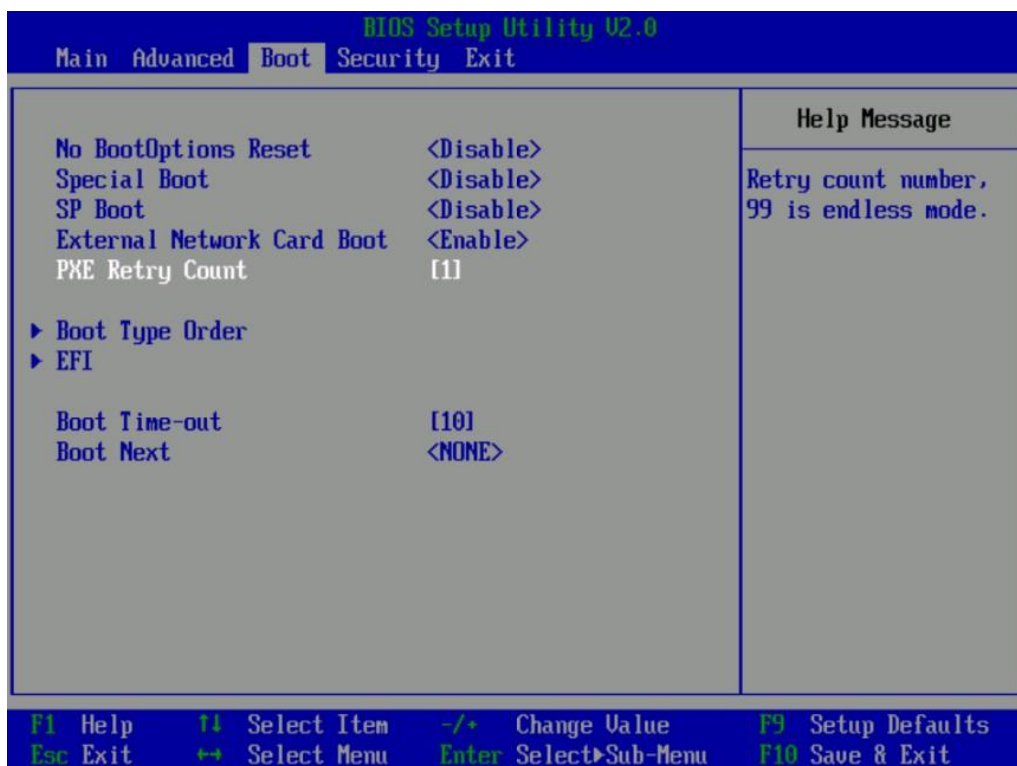 BIOS Setup Utility V2.0
Main Advanced Boot Security Exit
Help Message
No BootOptions Reset <Disable>
Special Boot <Disable>
SP Boot <Disable>
External Network Card Boot <Enable>
PXE Retry Count [1]
Retry count number,
99 is endless mode.
▶ Boot Type Order
▶ EFI
Boot Time-out [10]
Boot Next <NONE>
F1 Help ↑↓ Select Item -/+ Change Value F9 Setup Defaults
Esc Exit ↔ Select Menu Enter Select▶Sub-Menu F10 Save & Exit